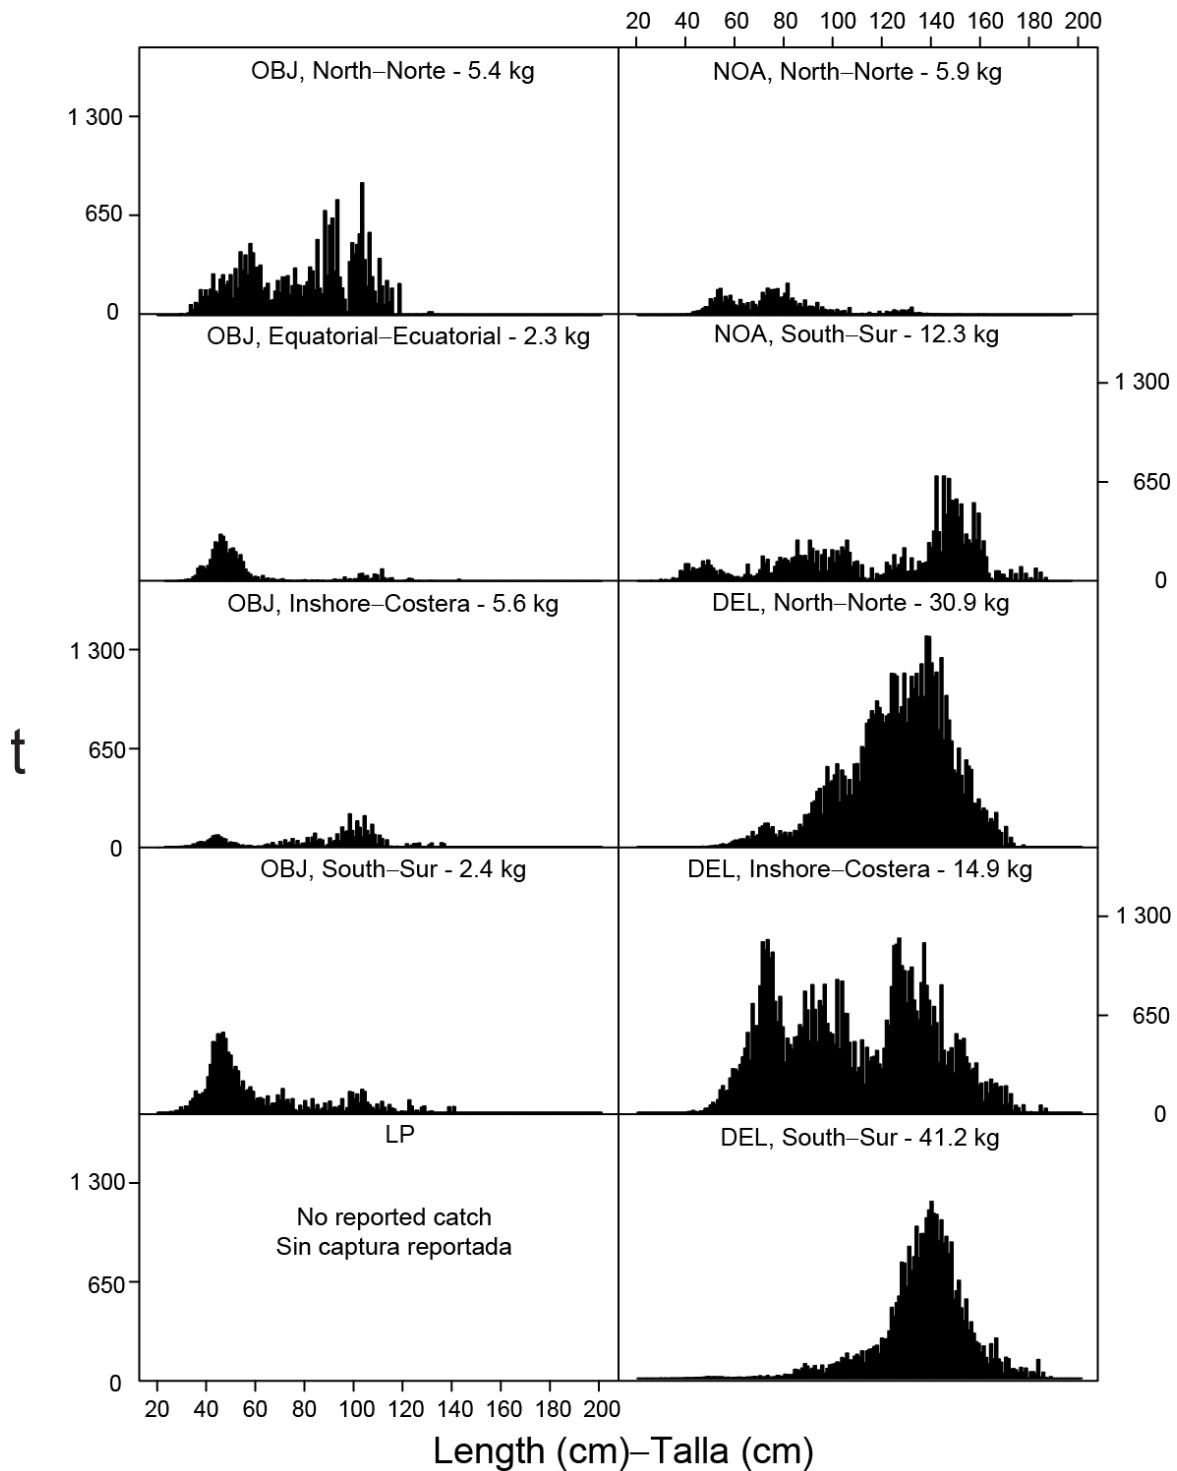 20 40 60 80 100 120 140 160 180 200
OBJ, North–Norte - 5.4 kg
NOA, North–Norte - 5.9 kg
1 300
650
0
OBJ, Equatorial–Ecuatorial - 2.3 kg
NOA, South–Sur - 12.3 kg
1 300
650
0
OBJ, Inshore–Costera - 5.6 kg
DEL, North–Norte - 30.9 kg
1 300
650
0
t
OBJ, South–Sur - 2.4 kg
DEL, Inshore–Costera - 14.9 kg
1 300
650
0
LP
DEL, South–Sur - 41.2 kg
1 300
No reported catch
Sin captura reportada
650
0
20 40 60 80 100 120 140 160 180 200
Length (cm)–Talla (cm)